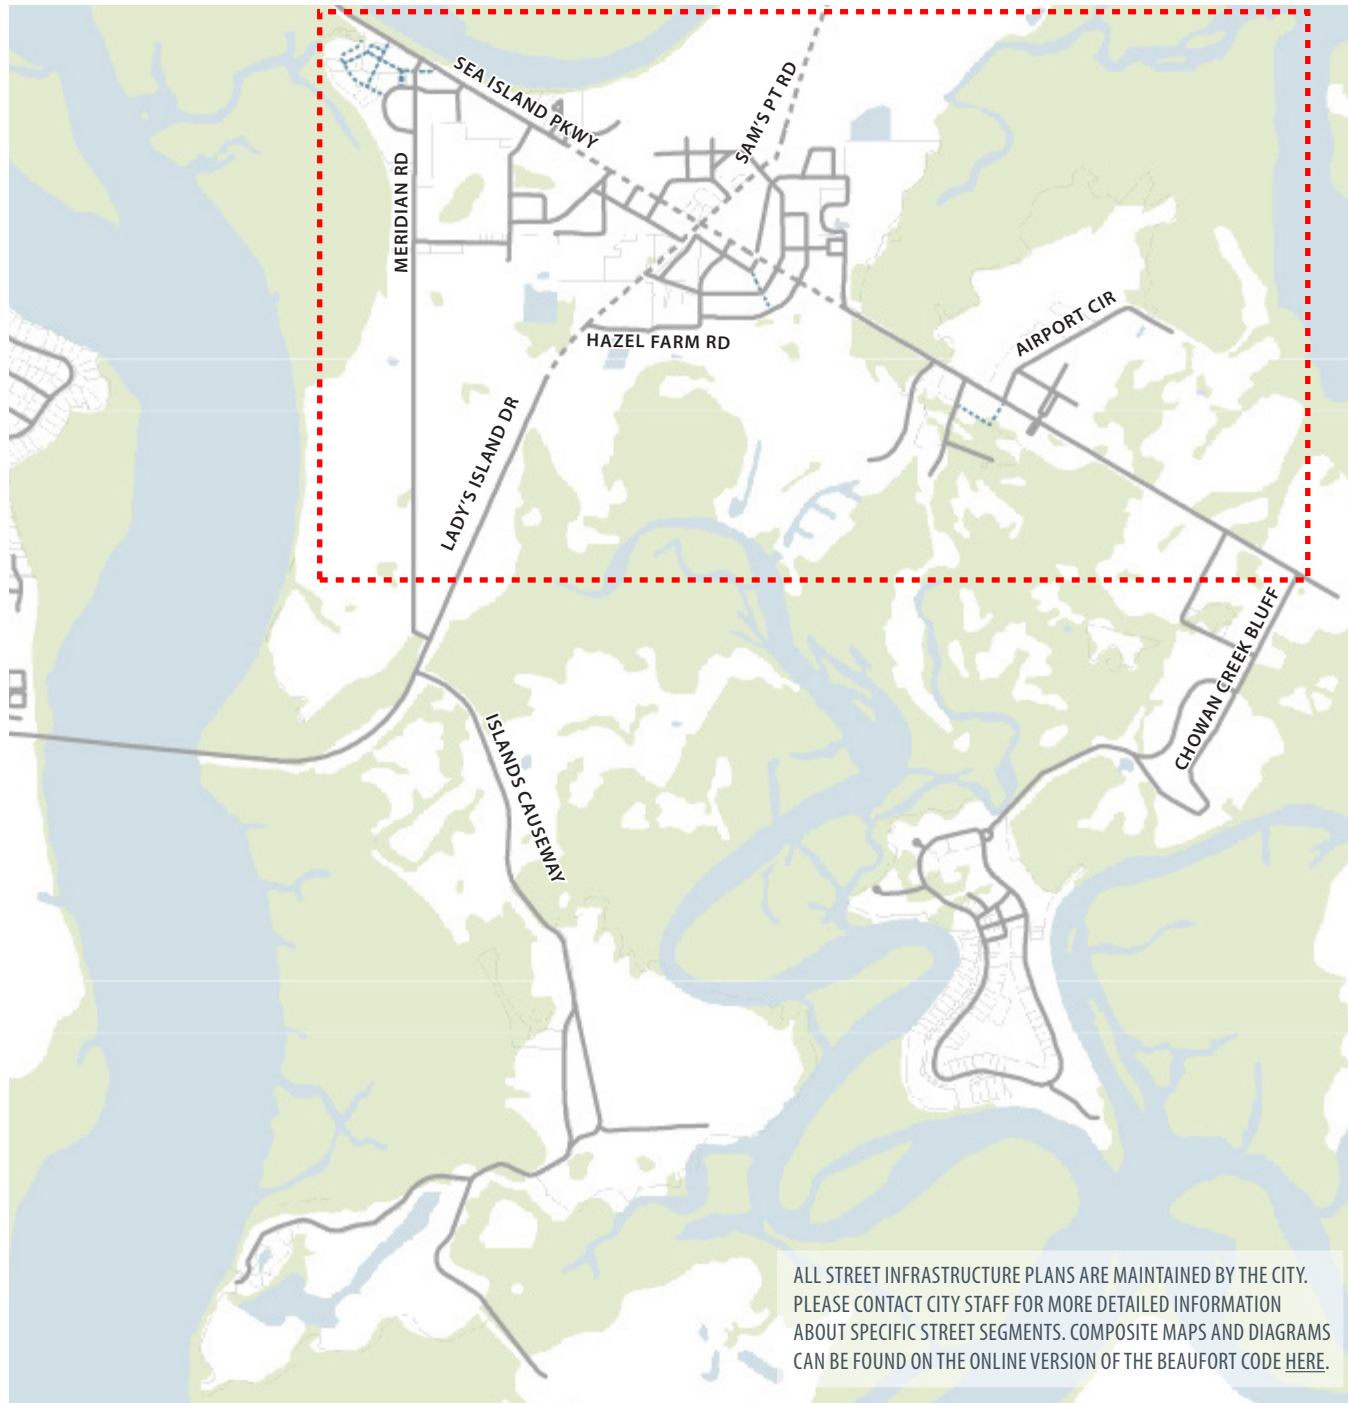 SEA ISLAND PKWY
SAM'S PT RD
MERIDIAN RD
AIRPORT CIR
HAZEL FARM RD
LADY'S ISLAND DR
CHOWAN CREEK BLUFF
ISLANDS CAUSEWAY
ALL STREET INFRASTRUCTURE PLANS ARE MAINTAINED BY THE CITY.
PLEASE CONTACT CITY STAFF FOR MORE DETAILED INFORMATION
ABOUT SPECIFIC STREET SEGMENTS. COMPOSITE MAPS AND DIAGRAMS
CAN BE FOUND ON THE ONLINE VERSION OF THE BEAUFORT CODE HERE.